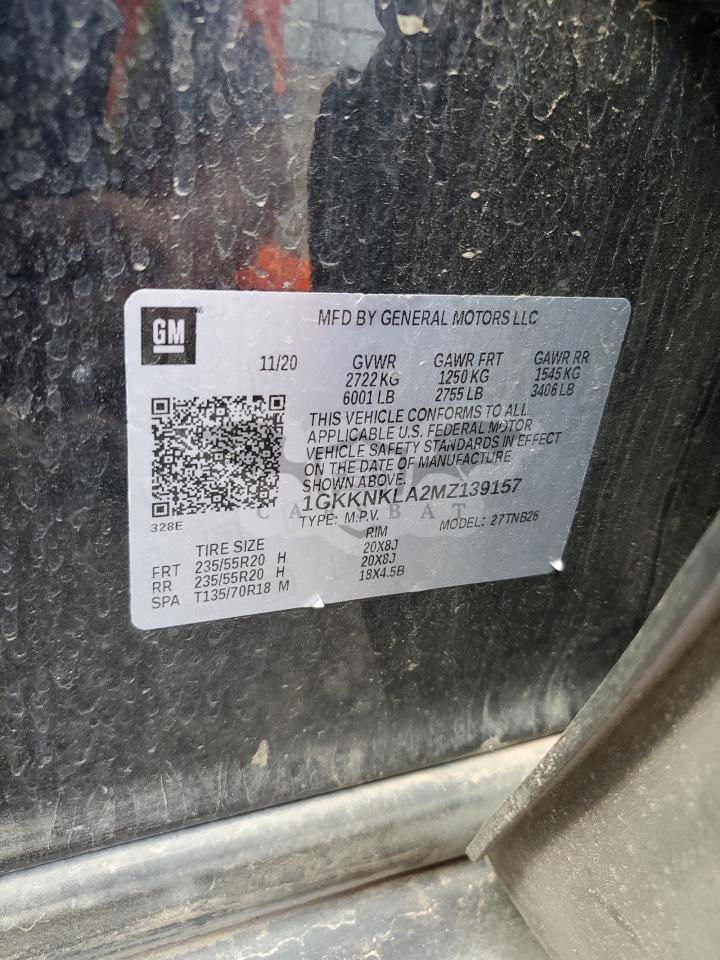 GM
MFD BY GENERAL MOTORS LLC
11/20 GVWR GAWR FRT GAWR RR
2722 KG 1250 KG 1545 KG
6001 LB 2755 LB 3406 LB
THIS VEHICLE CONFORMS TO ALL
APPLICABLE U.S. FEDERAL MOTOR
VEHICLE SAFETY STANDARDS IN EFFECT
ON THE DATE OF MANUFACTURE
SHOWN ABOVE.
1GKKNKLA2MZ139157
328E
TYPE: M.P.V. MODEL: 27TNB26
TIRE SIZE RIM
FRT 235/55R20 H 20X8J
RR 235/55R20 H 20X8J
SPA T135/70R18 M 18X4.5B